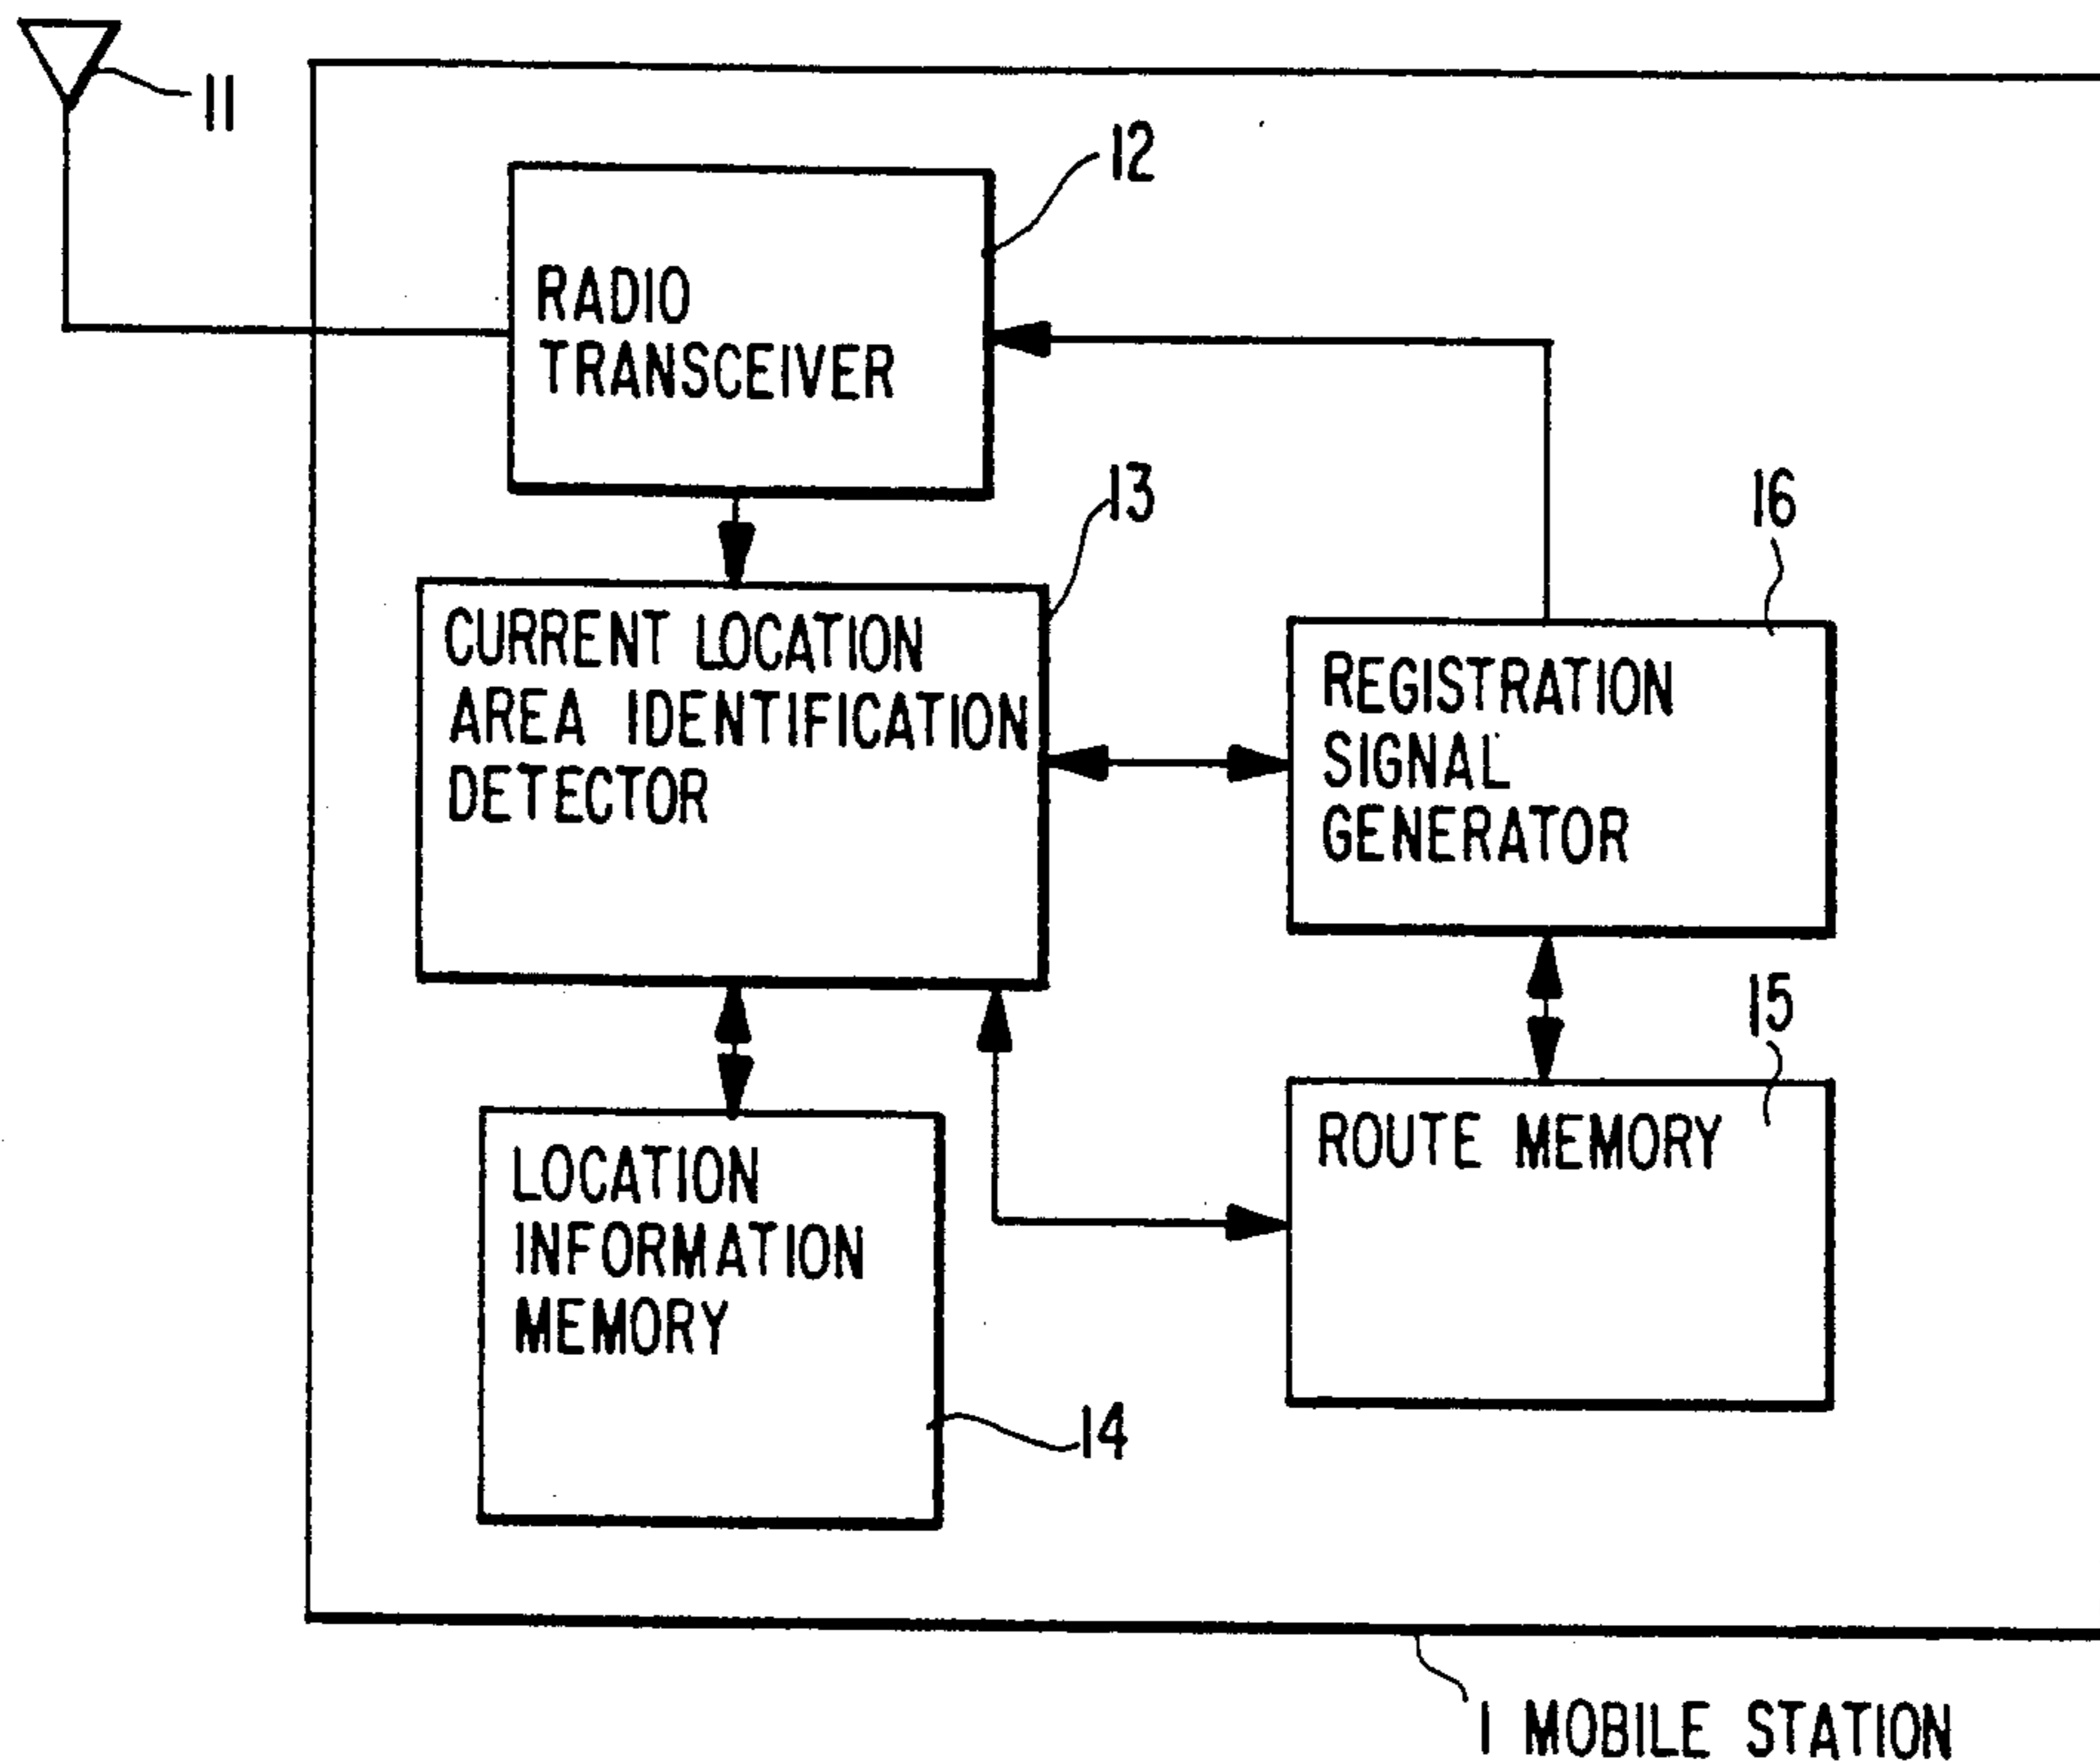 11
12
RADIO
TRANSCEIVER
13
CURRENT LOCATION
AREA IDENTIFICATION
DETECTOR
16
REGISTRATION
SIGNAL
GENERATOR
15
ROUTE MEMORY
LOCATION
INFORMATION
MEMORY
14
1 MOBILE STATION